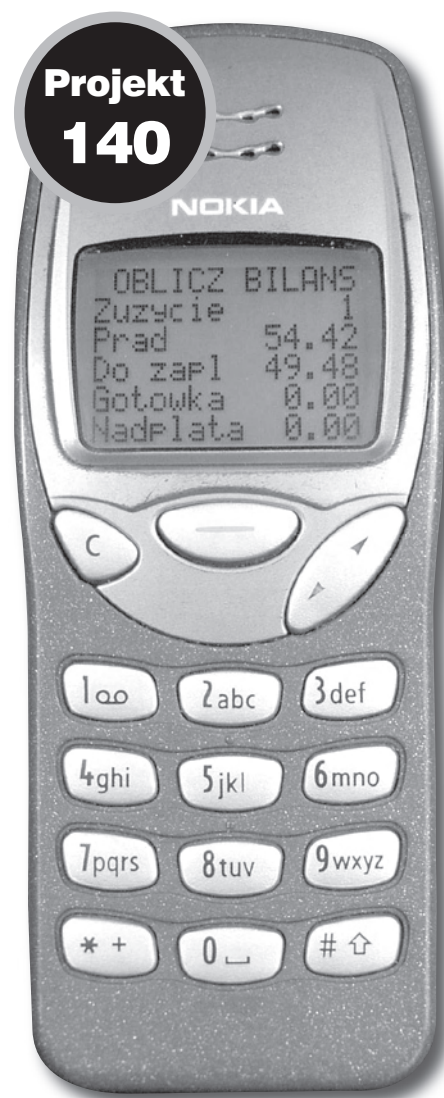 Projekt
140
NOKIA
OBLICZ BILANS
Zuzycie 1
Prad 54.42
Do zapl 49.48
Gotowka 0.00
Nadplata 0.00
C
1
2abc
3def
4ghi
5jkl
6mno
7pqrs
8tuv
9wxyz
* +
0
#